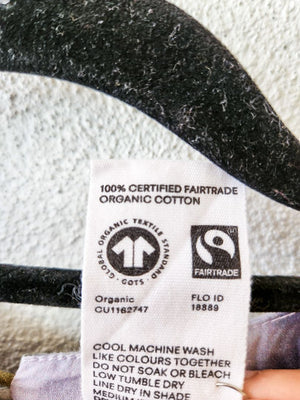 100% CERTIFIED FAIRTRADE
ORGANIC COTTON
GLOBAL ORGANIC TEXTILE STANDARD · GOTS ·
FAIRTRADE
Organic
CU1162747
FLO ID
18889
COOL MACHINE WASH
LIKE COLOURS TOGETHER
DO NOT SOAK OR BLEACH
LOW TUMBLE DRY
LINE DRY IN SHADE
MEDIUM